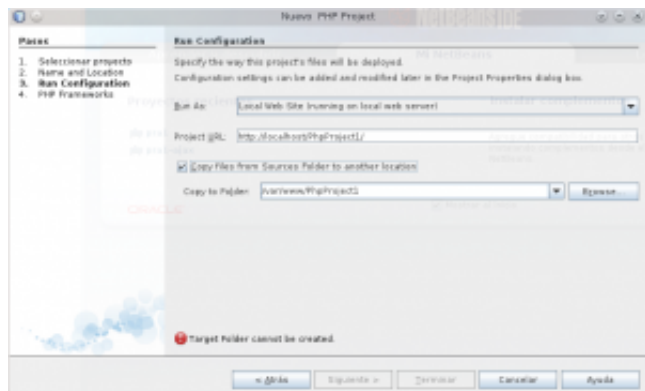 Nuevo PHP Project
NetBeans IDE
Pasos
1. Seleccionar proyecto
2. Name and Location
3. Run Configuration
4. PHP Frameworks
Run Configuration
Specify the way this project's files will be deployed.
Configuration settings can be added and modified later in the Project Properties dialog box.
Run As: Local Web Site (running on local web server)
Project URL: http://localhost/PhpProject1/
Copy files from Sources Folder to another location
Copy to Folder: /var/www/PhpProject1 Browse...
ORACLE
Target Folder cannot be created.
< Atrás Siguiente > Terminar Cancelar Ayuda